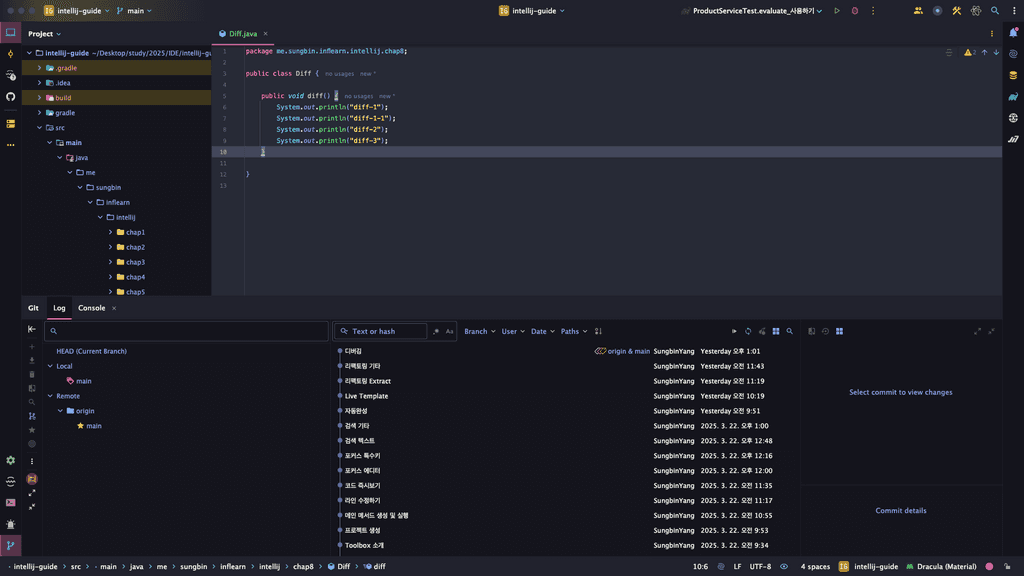 IG intellij-guide main
IG intellij-guide
ProductServiceTest.evaluate_사용하기
Project
intellij-guide ~/Desktop/study/2025/IDE/intellij-gu
.gradle
.idea
build
gradle
src
main
java
me
sungbin
inflearn
intellij
chap1
chap2
chap3
chap4
chap5
Diff.java
1 package me.sungbin.inflearn.intellij.chap8;
2
3 public class Diff { no usages new *
4
5 public void diff() { no usages new *
6 System.out.println("diff-1");
7 System.out.println("diff-1-1");
8 System.out.println("diff-2");
9 System.out.println("diff-3");
10 }
11
12 }
13
2
Git Log Console
HEAD (Current Branch)
Local
main
Remote
origin
main
Text or hash Aa Branch User Date Paths
디버깅 origin & main SungbinYang Yesterday 오후 1:01
리팩토링 기타 SungbinYang Yesterday 오전 11:43
리팩토링 Extract SungbinYang Yesterday 오전 11:19
Live Template SungbinYang Yesterday 오전 10:19
자동완성 SungbinYang Yesterday 오전 9:51
검색 기타 SungbinYang 2025. 3. 22. 오후 1:00
검색 텍스트 SungbinYang 2025. 3. 22. 오후 12:48
포커스 특수키 SungbinYang 2025. 3. 22. 오후 12:16
포커스 에디터 SungbinYang 2025. 3. 22. 오후 12:00
코드 즉시보기 SungbinYang 2025. 3. 22. 오전 11:35
라인 수정하기 SungbinYang 2025. 3. 22. 오전 11:17
메인 메서드 생성 및 실행 SungbinYang 2025. 3. 22. 오전 10:55
프로젝트 생성 SungbinYang 2025. 3. 22. 오전 9:53
Toolbox 소개 SungbinYang 2025. 3. 22. 오전 9:34
Select commit to view changes
Commit details
intellij-guide > src > main > java > me > sungbin > inflearn > intellij > chap8 > Diff > diff
10:6 LF UTF-8 4 spaces IG intellij-guide Dracula (Material)